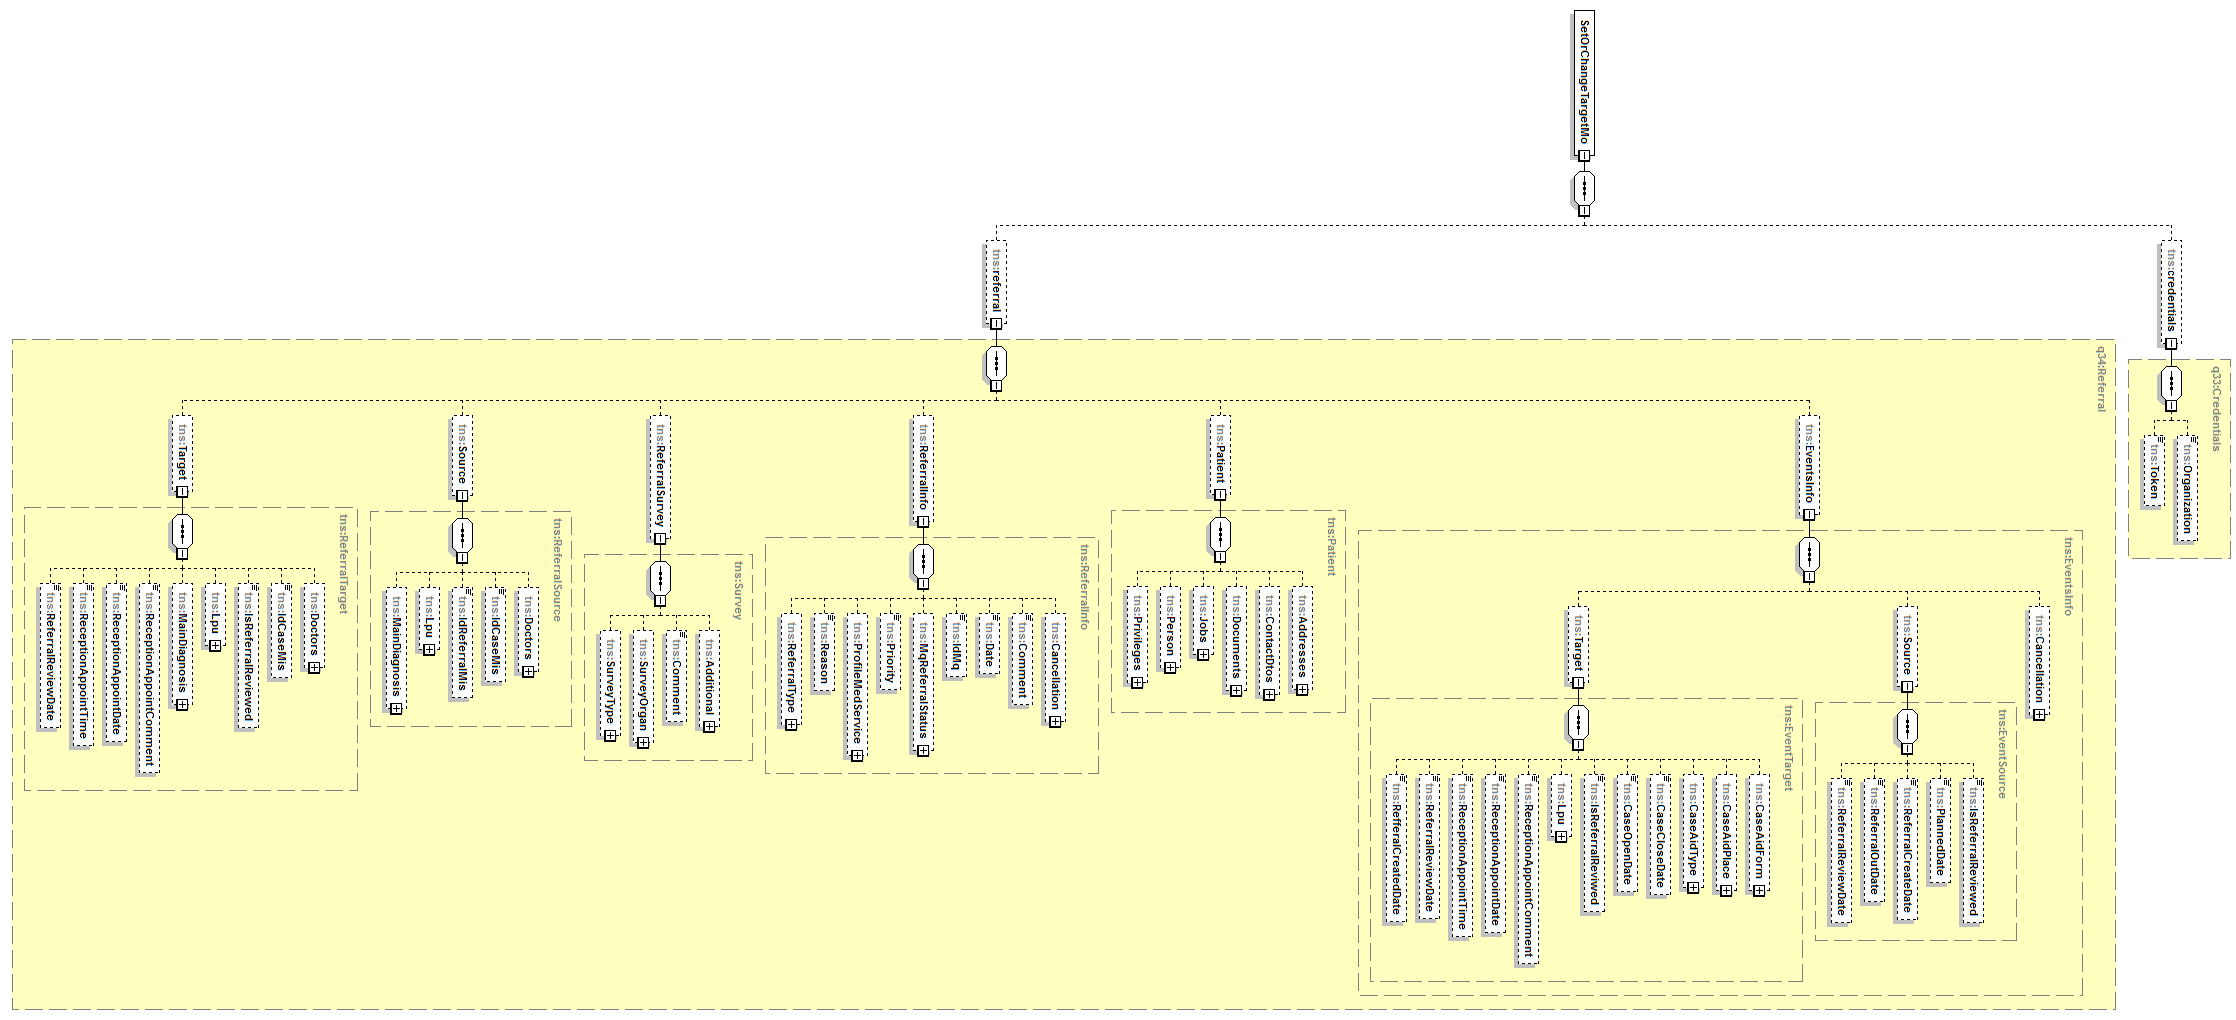 SetOrChangeTargetMo
tns:credentials
q33:Credentials
tns:Organization
tns:Token
tns:referral
q34:Referral
tns:EventsInfo
tns:EventsInfo
tns:Cancellation
tns:Source
tns:EventSource
tns:IsReferralReviewed
tns:PlannedDate
tns:ReferralCreateDate
tns:ReferralOutDate
tns:ReferralReviewDate
tns:Target
tns:EventTarget
tns:CaseAidForm
tns:CaseAidPlace
tns:CaseAidType
tns:CaseCloseDate
tns:CaseOpenDate
tns:IsReferralReviwed
tns:Lpu
tns:ReceptionAppointComment
tns:ReceptionAppointDate
tns:ReceptionAppointTime
tns:ReferralReviewDate
tns:RefferalCreatedDate
tns:Patient
tns:Patient
tns:Addresses
tns:ContactDtos
tns:Documents
tns:Jobs
tns:Person
tns:Privileges
tns:ReferralInfo
tns:ReferralInfo
tns:Cancellation
tns:Comment
tns:Date
tns:IdMq
tns:MqReferralStatus
tns:Priority
tns:ProfileMedService
tns:Reason
tns:ReferralType
tns:ReferralSurvey
tns:Survey
tns:Additional
tns:Comment
tns:SurveyOrgan
tns:SurveyType
tns:Source
tns:ReferralSource
tns:Doctors
tns:IdCaseMis
tns:IdReferralMis
tns:Lpu
tns:MainDiagnosis
tns:Target
tns:ReferralTarget
tns:Doctors
tns:IdCaseMis
tns:IsReferralReviewed
tns:Lpu
tns:MainDiagnosis
tns:ReceptionAppointComment
tns:ReceptionAppointDate
tns:ReceptionAppointTime
tns:ReferralReviewDate